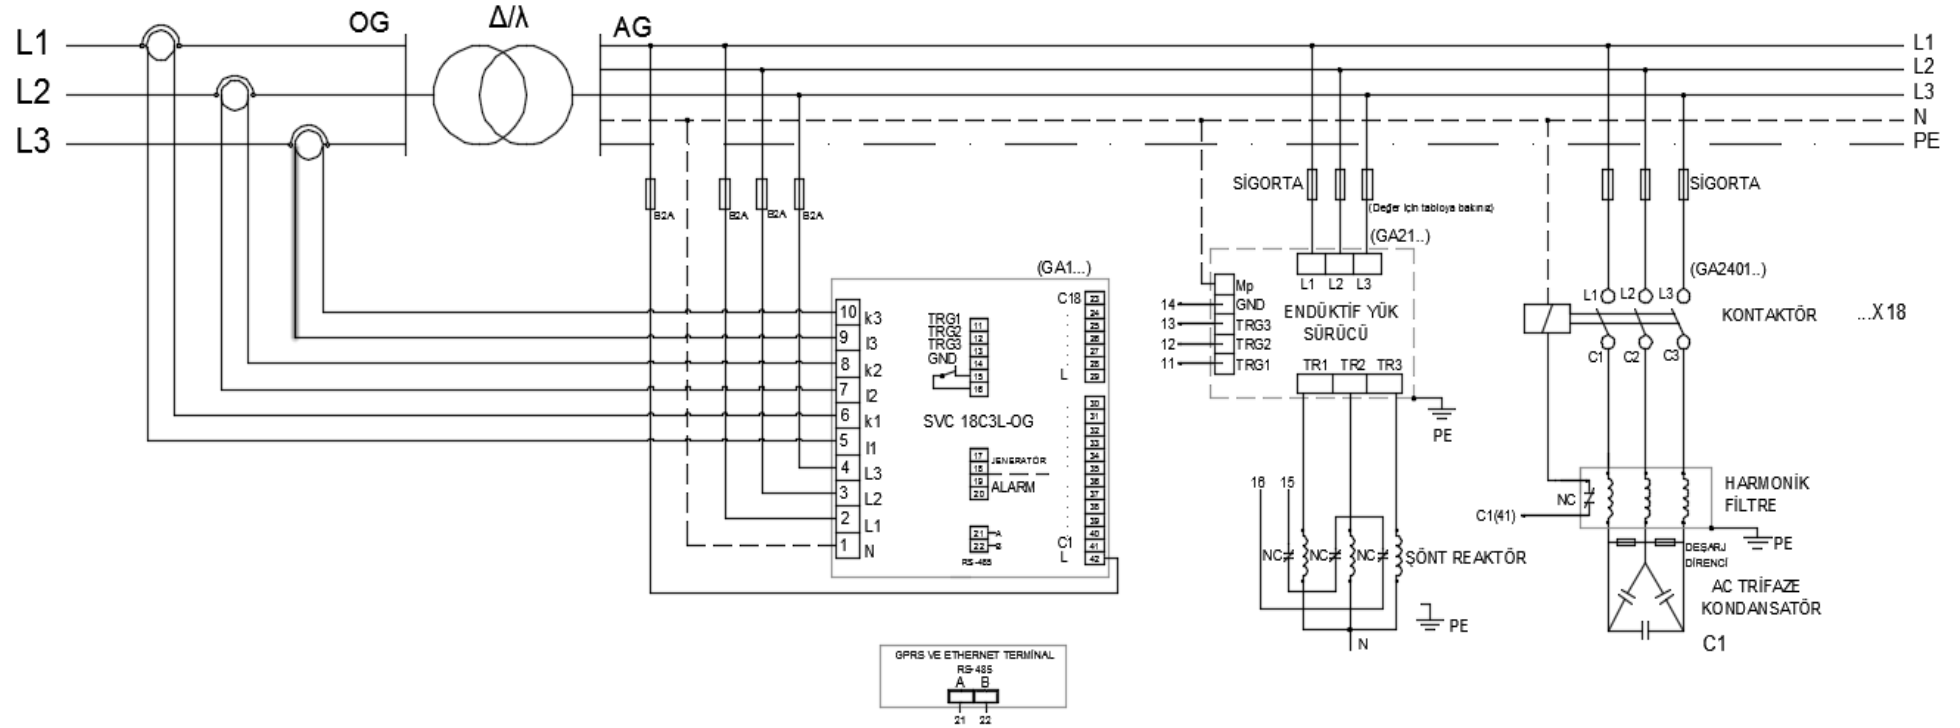 OG
Δ/λ
AG
L1
L2
L3
L1
L2
L3
N
PE
B2A
B2A
B2A
B2A
SİGORTA
(Değer için tabloya bakınız)
SİGORTA
(GA1...)
10 k3
9 l3
8 k2
7 l2
6 k1
5 l1
4 L3
3 L2
2 L1
1 N
TRG1 11
TRG2 12
TRG3 13
GND 14
15
16
SVC 18C3L-OG
17
18
JENERATÖR
19
20
ALARM
21 A
22 B
RS-485
C18 23
24
25
26
27
28
L 29
30
31
32
33
34
35
36
37
38
39
40
C1 41
L 42
(GA21..)
L1 L2 L3
Mp
14 GND
13 TRG3
12 TRG2
11 TRG1
ENDÜKTİF YÜK
SÜRÜCÜ
TR1 TR2 TR3
PE
16 15
NC NC NC
ŞÖNT REAKTÖR
PE
N
(GA2401..)
L1 L2 L3
KONTAKTÖR ...X18
C1 C2 C3
NC
C1(41)
HARMONİK
FİLTRE
PE
DEŞARJ
DİRENCİ
AC TRİFAZE
KONDANSATÖR
C1
GPRS VE ETHERNET TERMİNAL
RS-485
A B
21 22